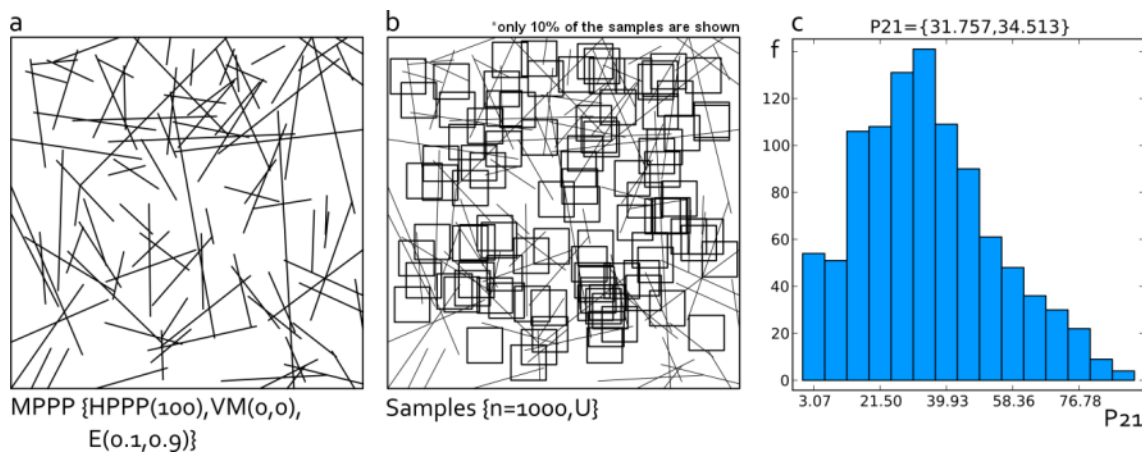 a
MPPP {HPPP(100),VM(0,0),
E(0.1,0.9)}
b
*only 10% of the samples are shown
Samples {n=1000,U}
c
P21={31.757,34.513}
f
120
100
80
60
40
20
0
3.07 21.50 39.93 58.36 76.78
P21